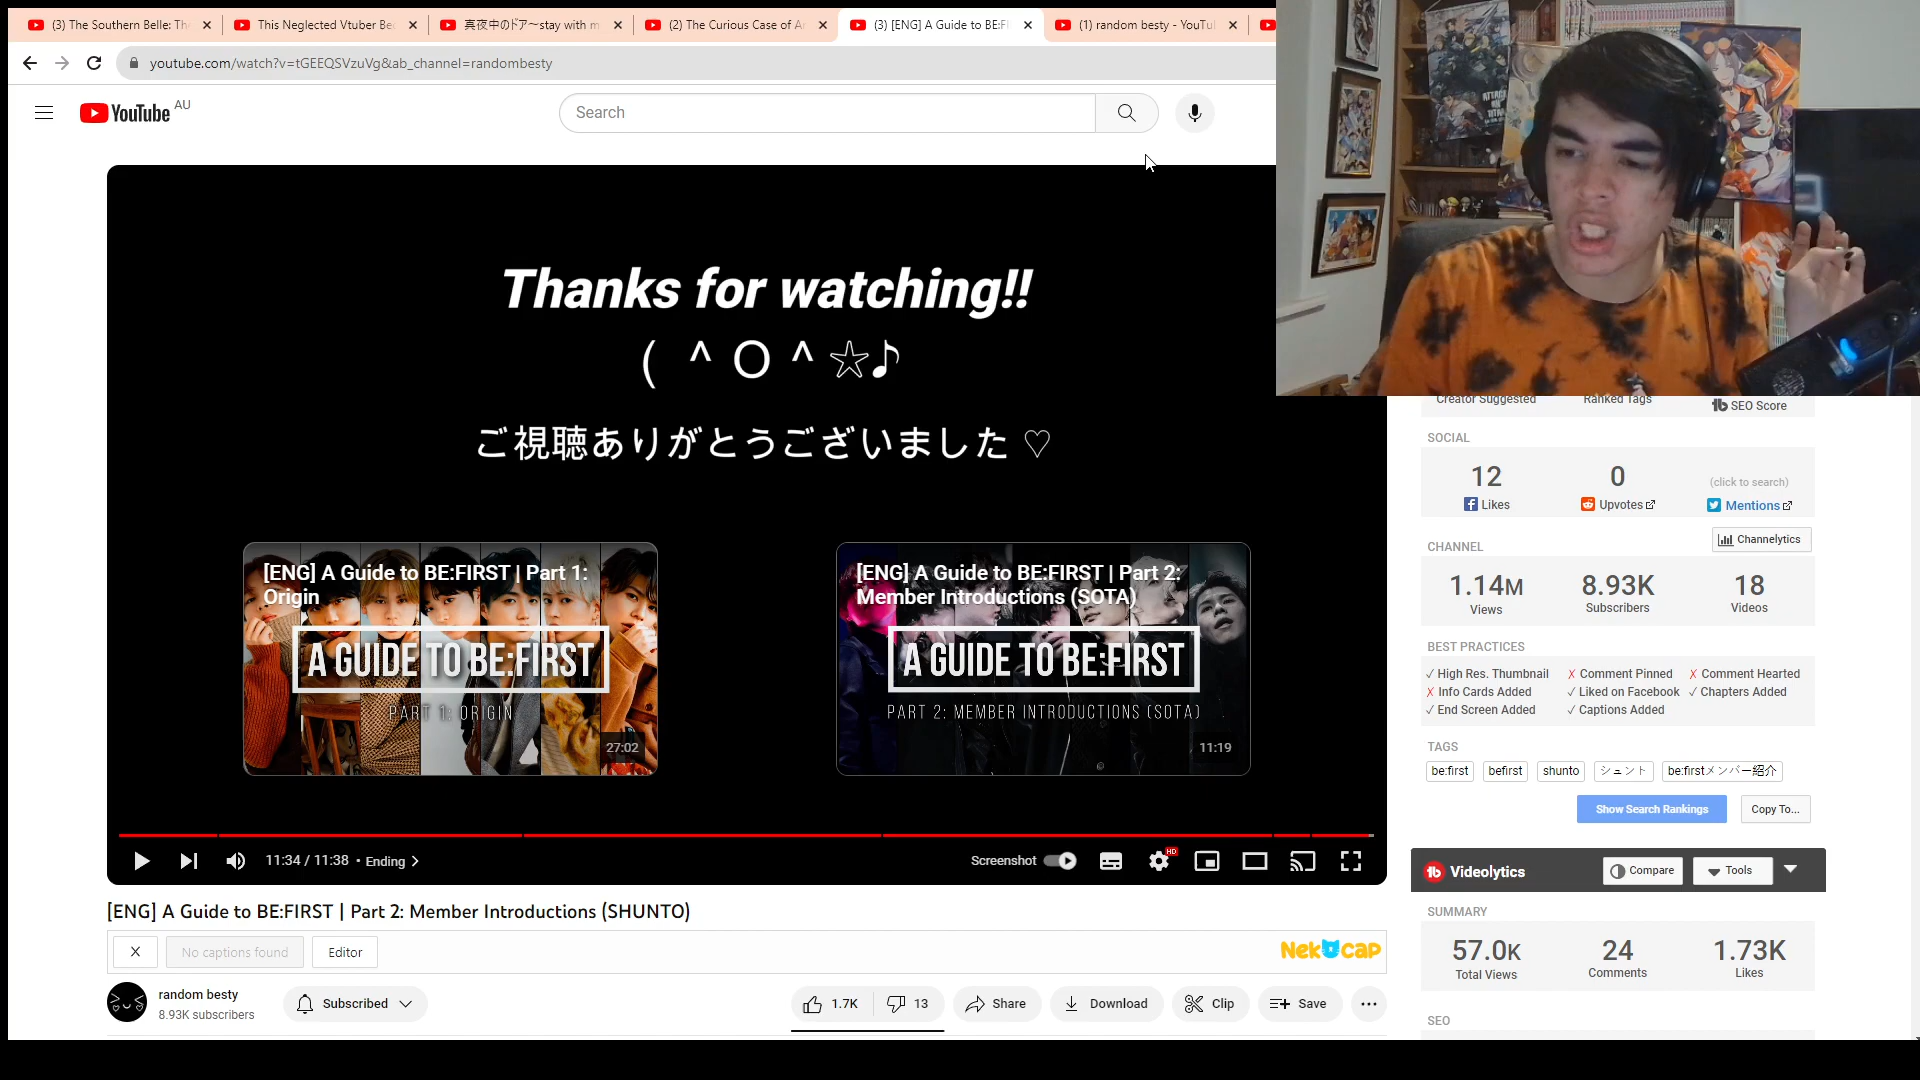 (3) The Southern Belle: Th
This Neglected Vtuber Be
真夜中のドア〜stay with m
(2) The Curious Case of A
(3) [ENG] A Guide to BE:FI
(1) random besty - YouTu
youtube.com/watch?v=tGEEQSVzuVg&ab_channel=randombesty
YouTube AU
Search
ATTACK ON TITAN
Thanks for watching!!
( ＾O＾☆♪
ご視聴ありがとうございました ♡
[ENG] A Guide to BE:FIRST | Part 1:
Origin
A GUIDE TO BE:FIRST
PART 1: ORIGIN
27:02
[ENG] A Guide to BE:FIRST | Part 2:
Member Introductions (SOTA)
A GUIDE TO BE:FIRST
PART 2: MEMBER INTRODUCTIONS (SOTA)
11:19
11:34 / 11:38 • Ending
Screenshot
HD
[ENG] A Guide to BE:FIRST | Part 2: Member Introductions (SHUNTO)
X
No captions found
Editor
NekoCap
random besty
8.93K subscribers
Subscribed
1.7K
13
Share
Download
Clip
Save
Creator Suggested
Ranked Tags
tb SEO Score
SOCIAL
12
Likes
0
Upvotes
(click to search)
Mentions
CHANNEL
Channelytics
1.14M
Views
8.93K
Subscribers
18
Videos
BEST PRACTICES
✓ High Res. Thumbnail
✗ Comment Pinned
✗ Comment Hearted
✗ Info Cards Added
✓ Liked on Facebook
✓ Chapters Added
✓ End Screen Added
✓ Captions Added
TAGS
be:first
befirst
shunto
シュント
be:firstメンバー紹介
Show Search Rankings
Copy To...
tb Videolytics
Compare
Tools
SUMMARY
57.0K
Total Views
24
Comments
1.73K
Likes
SEO